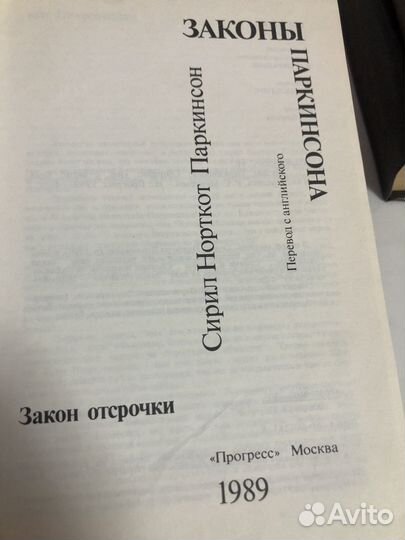 ЗАКОНЫ
ПАРКИНСОНА
Сирил Норткот Паркинсон
Перевод с английского
Закон отсрочки
«Прогресс» Москва
1989
Avito